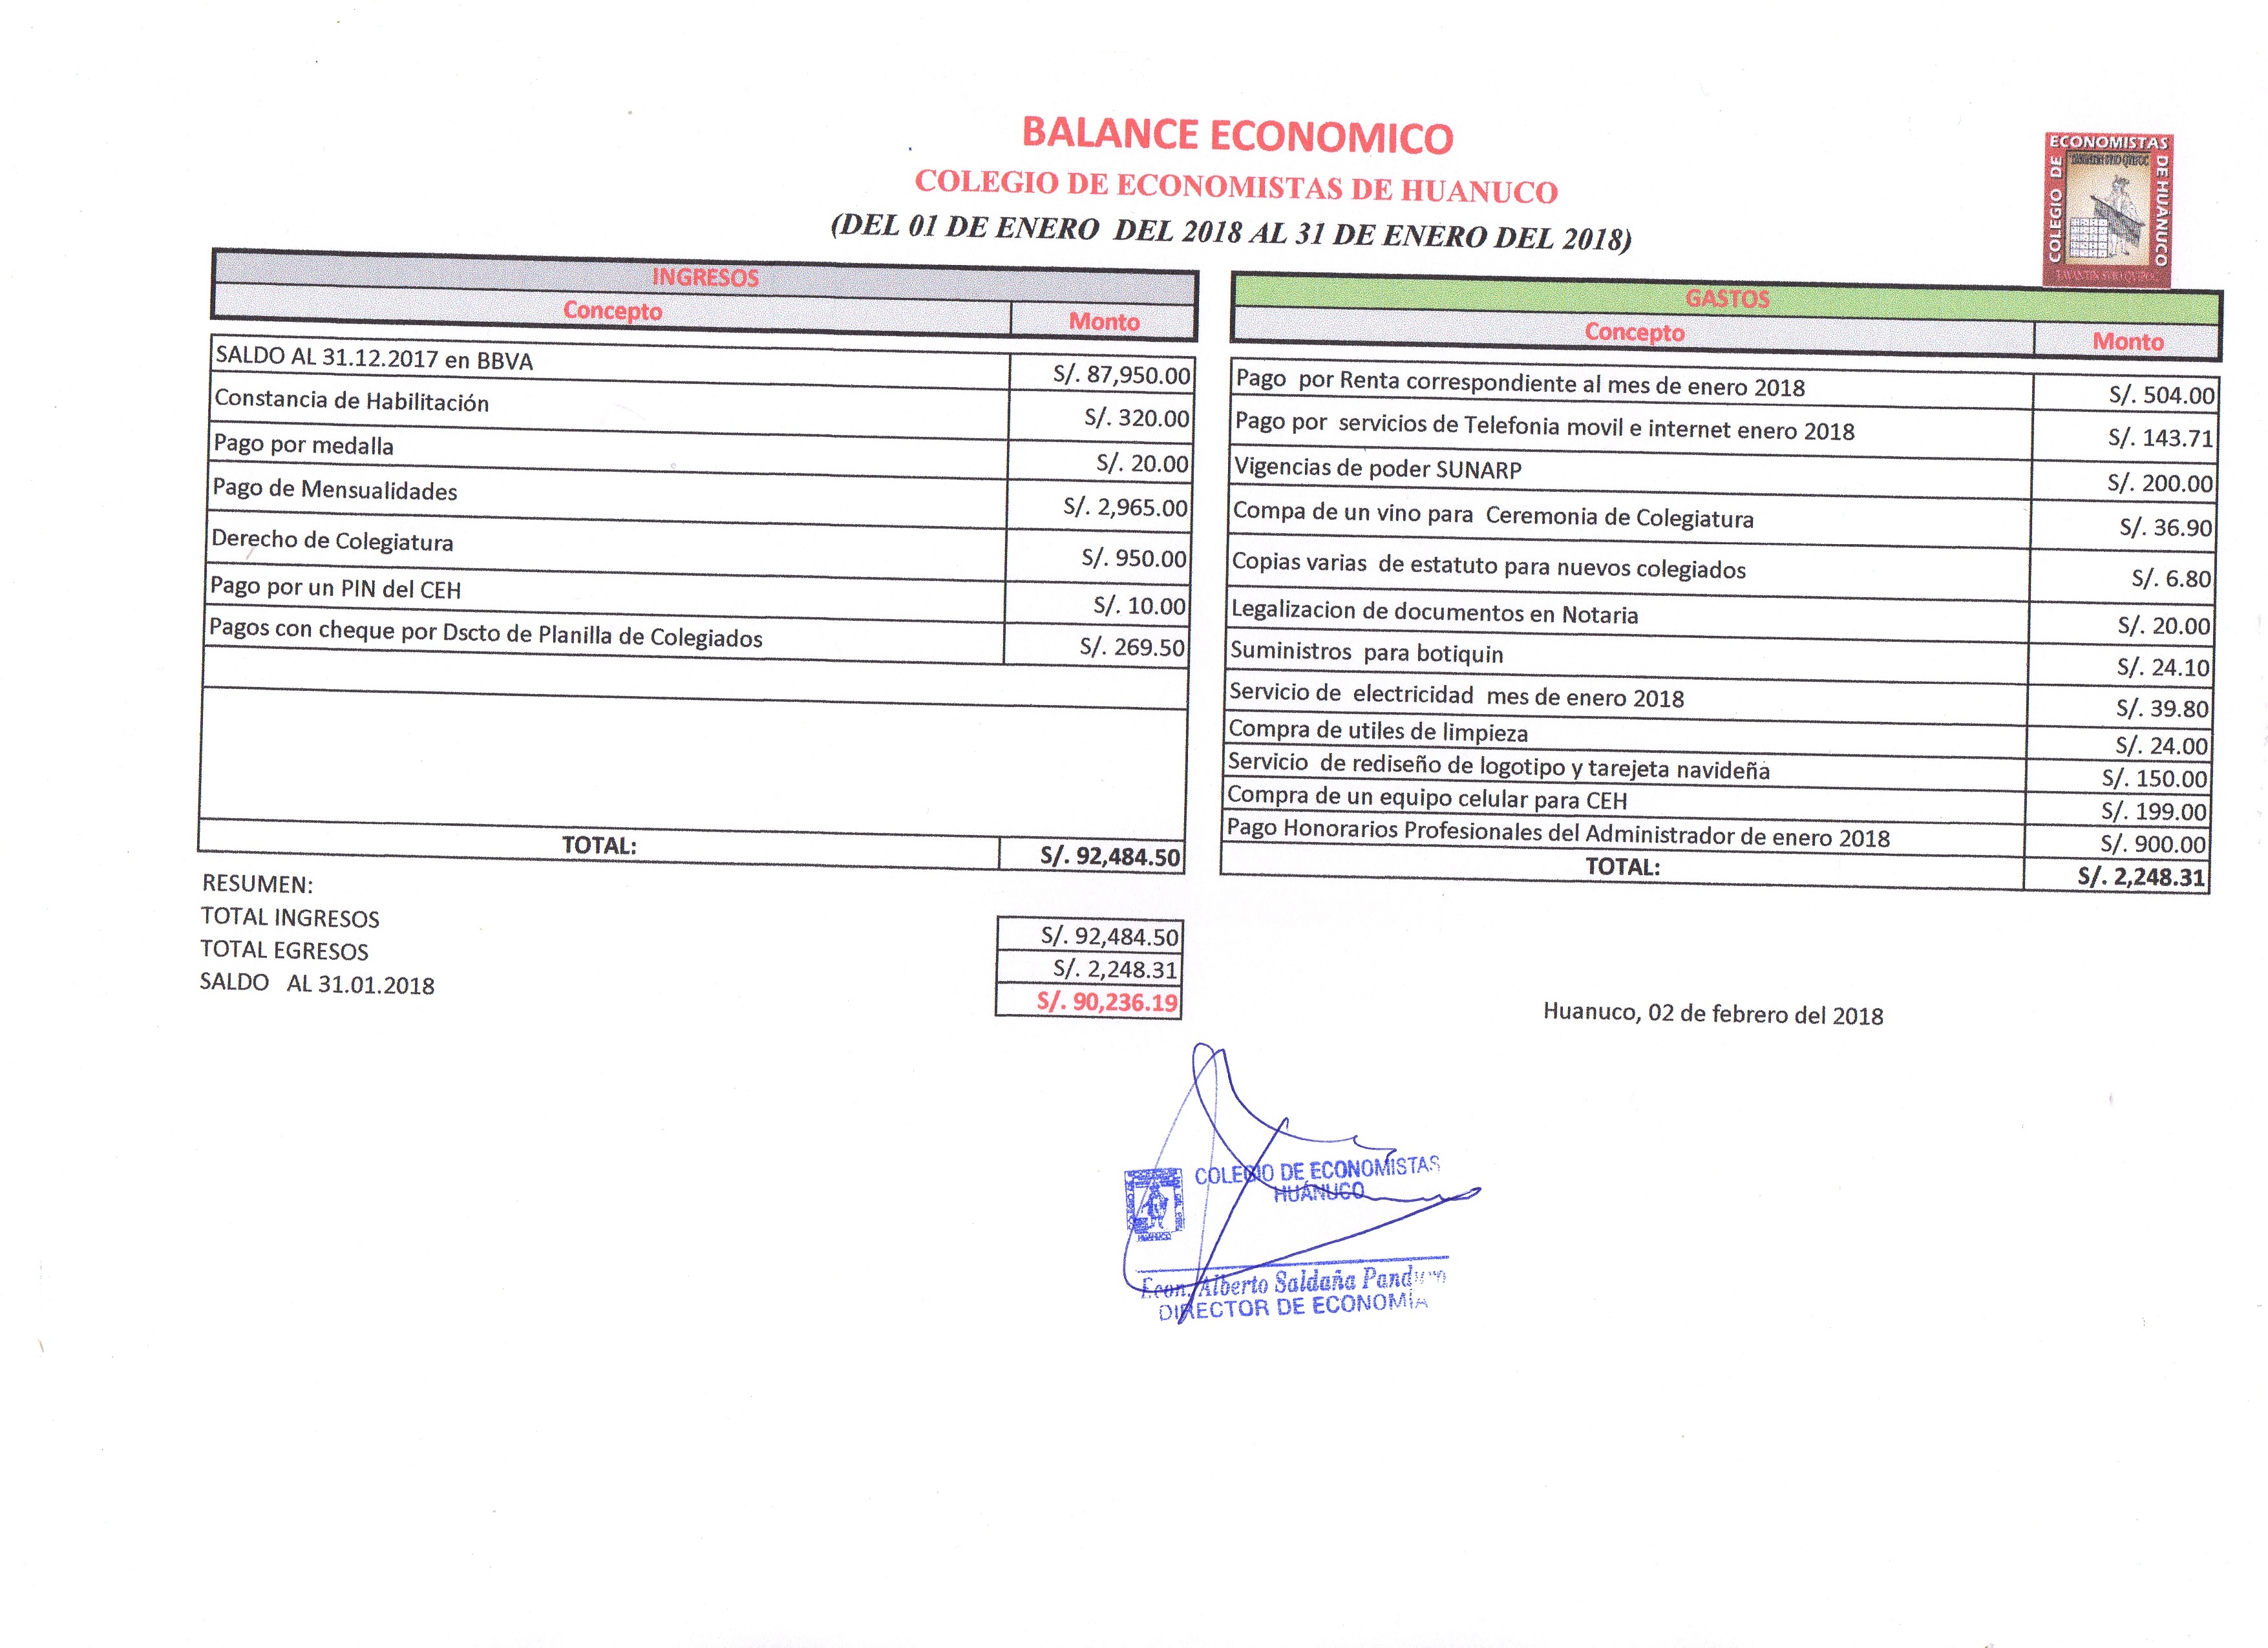 BALANCE ECONOMICO
COLEGIO DE ECONOMISTAS DE HUANUCO
(DEL 01 DE ENERO DEL 2018 AL 31 DE ENERO DEL 2018)
COLEGIO DE ECONOMISTAS DE HUÁNUCO
INGRESOS
Concepto Monto
SALDO AL 31.12.2017 en BBVA S/. 87,950.00
Constancia de Habilitación S/. 320.00
Pago por medalla S/. 20.00
Pago de Mensualidades S/. 2,965.00
Derecho de Colegiatura S/. 950.00
Pago por un PIN del CEH S/. 10.00
Pagos con cheque por Dscto de Planilla de Colegiados S/. 269.50
TOTAL: S/. 92,484.50
GASTOS
Concepto Monto
Pago por Renta correspondiente al mes de enero 2018 S/. 504.00
Pago por servicios de Telefonia movil e internet enero 2018 S/. 143.71
Vigencias de poder SUNARP S/. 200.00
Compa de un vino para Ceremonia de Colegiatura S/. 36.90
Copias varias de estatuto para nuevos colegiados S/. 6.80
Legalizacion de documentos en Notaria S/. 20.00
Suministros para botiquin S/. 24.10
Servicio de electricidad mes de enero 2018 S/. 39.80
Compra de utiles de limpieza S/. 24.00
Servicio de rediseño de logotipo y tarejeta navideña S/. 150.00
Compra de un equipo celular para CEH S/. 199.00
Pago Honorarios Profesionales del Administrador de enero 2018 S/. 900.00
TOTAL: S/. 2,248.31
RESUMEN:
TOTAL INGRESOS S/. 92,484.50
TOTAL EGRESOS S/. 2,248.31
SALDO AL 31.01.2018 S/. 90,236.19
Huanuco, 02 de febrero del 2018
COLEGIO DE ECONOMISTAS
HUÁNUCO
HUÁNUCO
Econ. Alberto Saldaña Panduro
DIRECTOR DE ECONOMÍA